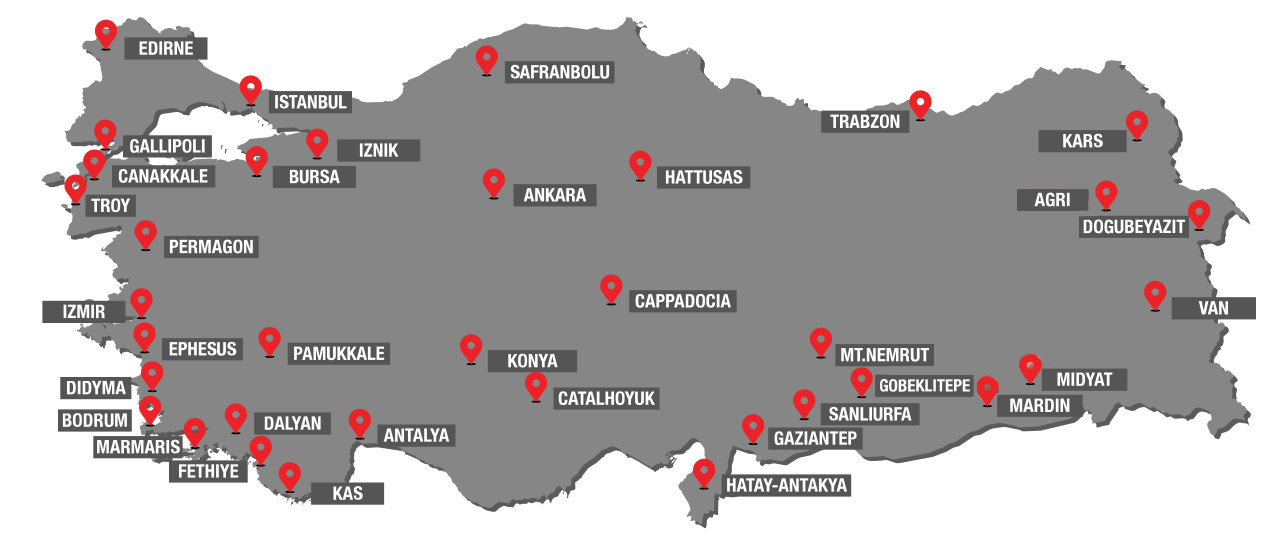 EDIRNE
SAFRANBOLU
ISTANBUL
TRABZON
KARS
GALLIPOLI
IZNIK
CANAKKALE
BURSA
HATTUSAS
ANKARA
AGRI
TROY
DOGUBEYAZIT
PERMAGON
CAPPADOCIA
IZMIR
VAN
EPHESUS
PAMUKKALE
KONYA
MT.NEMRUT
DIDYMA
GOBEKLITEPE
MIDYAT
CATALHOYUK
MARDIN
BODRUM
DALYAN
SANLIURFA
ANTALYA
GAZIANTEP
MARMARIS
FETHIYE
KAS
HATAY-ANTAKYA